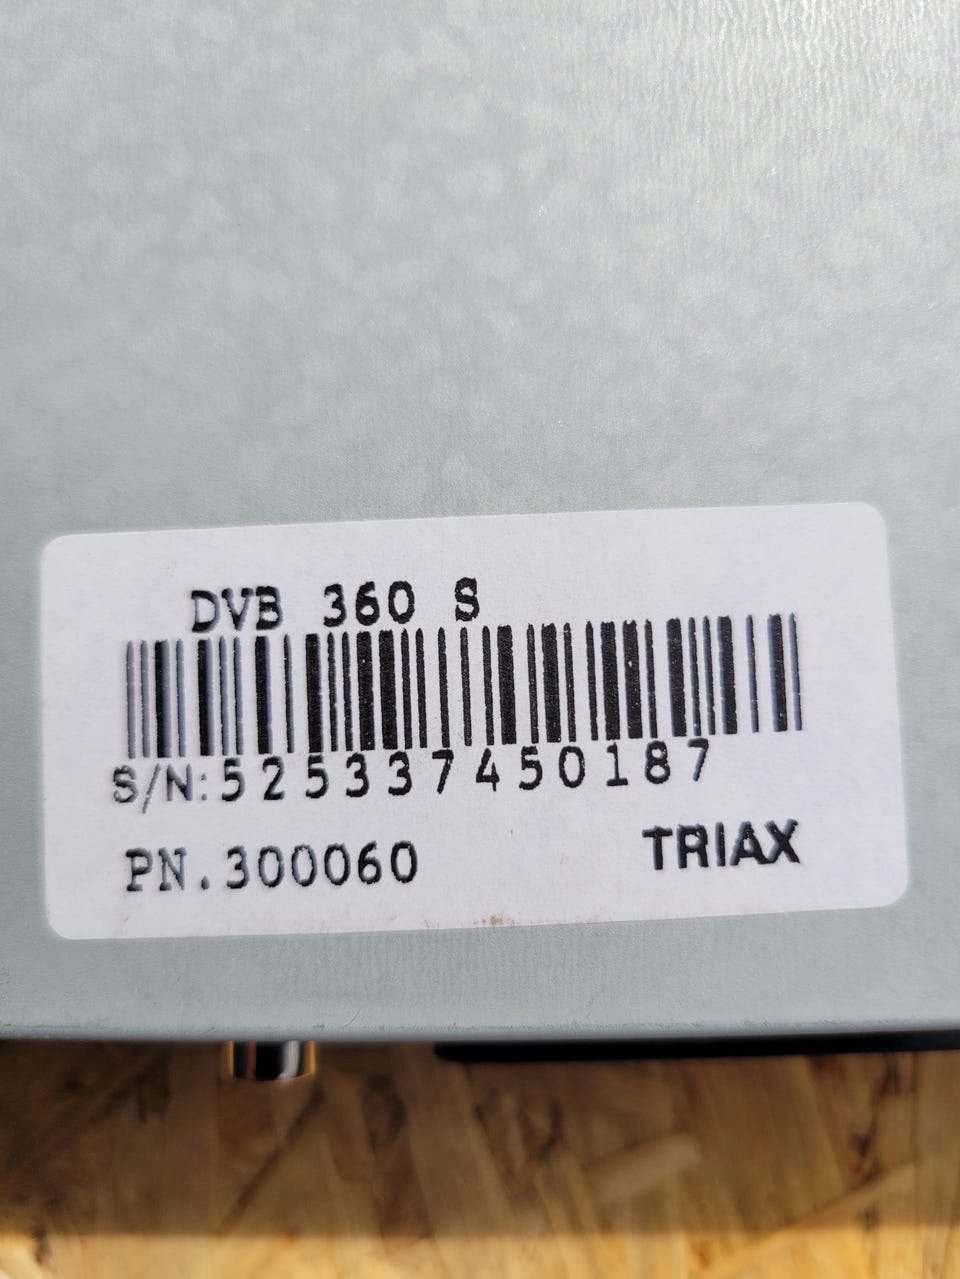 DVB 360 S
S/N:525337450187
PN.300060
TRIAX